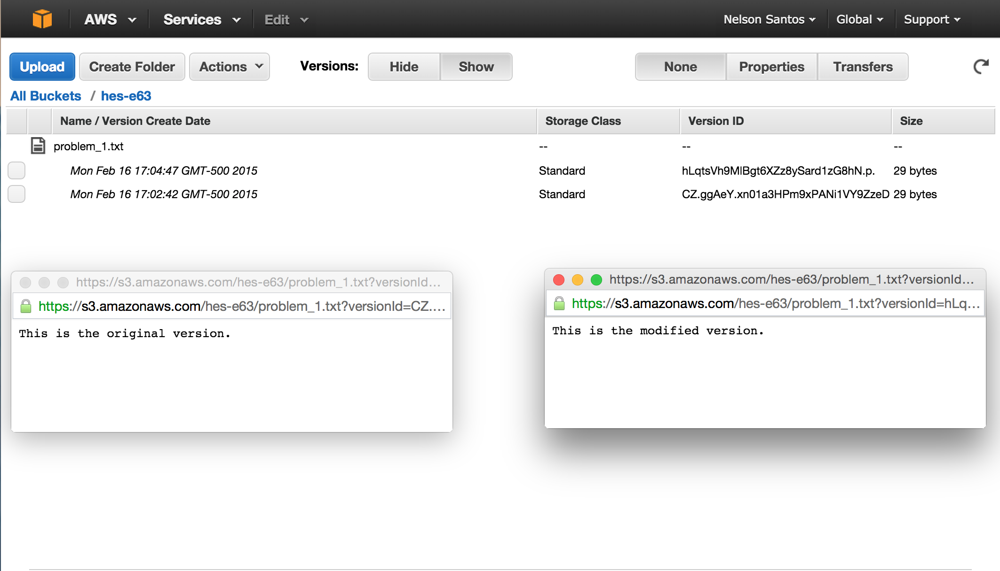 AWS Services Edit Nelson Santos Global Support
Upload Create Folder Actions Versions: Hide Show None Properties Transfers
All Buckets / hes-e63
Name / Version Create Date Storage Class Version ID Size
problem_1.txt -- -- --
Mon Feb 16 17:04:47 GMT-500 2015 Standard hLqtsVh9MlBgt6XZz8ySard1zG8hN.p. 29 bytes
Mon Feb 16 17:02:42 GMT-500 2015 Standard CZ.ggAeY.xn01a3HPm9xPANi1VY9ZzeD 29 bytes
https://s3.amazonaws.com/hes-e63/problem_1.txt?versionId...
https://s3.amazonaws.com/hes-e63/problem_1.txt?versionId=CZ....
This is the original version.
https://s3.amazonaws.com/hes-e63/problem_1.txt?versionId...
https://s3.amazonaws.com/hes-e63/problem_1.txt?versionId=hLq...
This is the modified version.